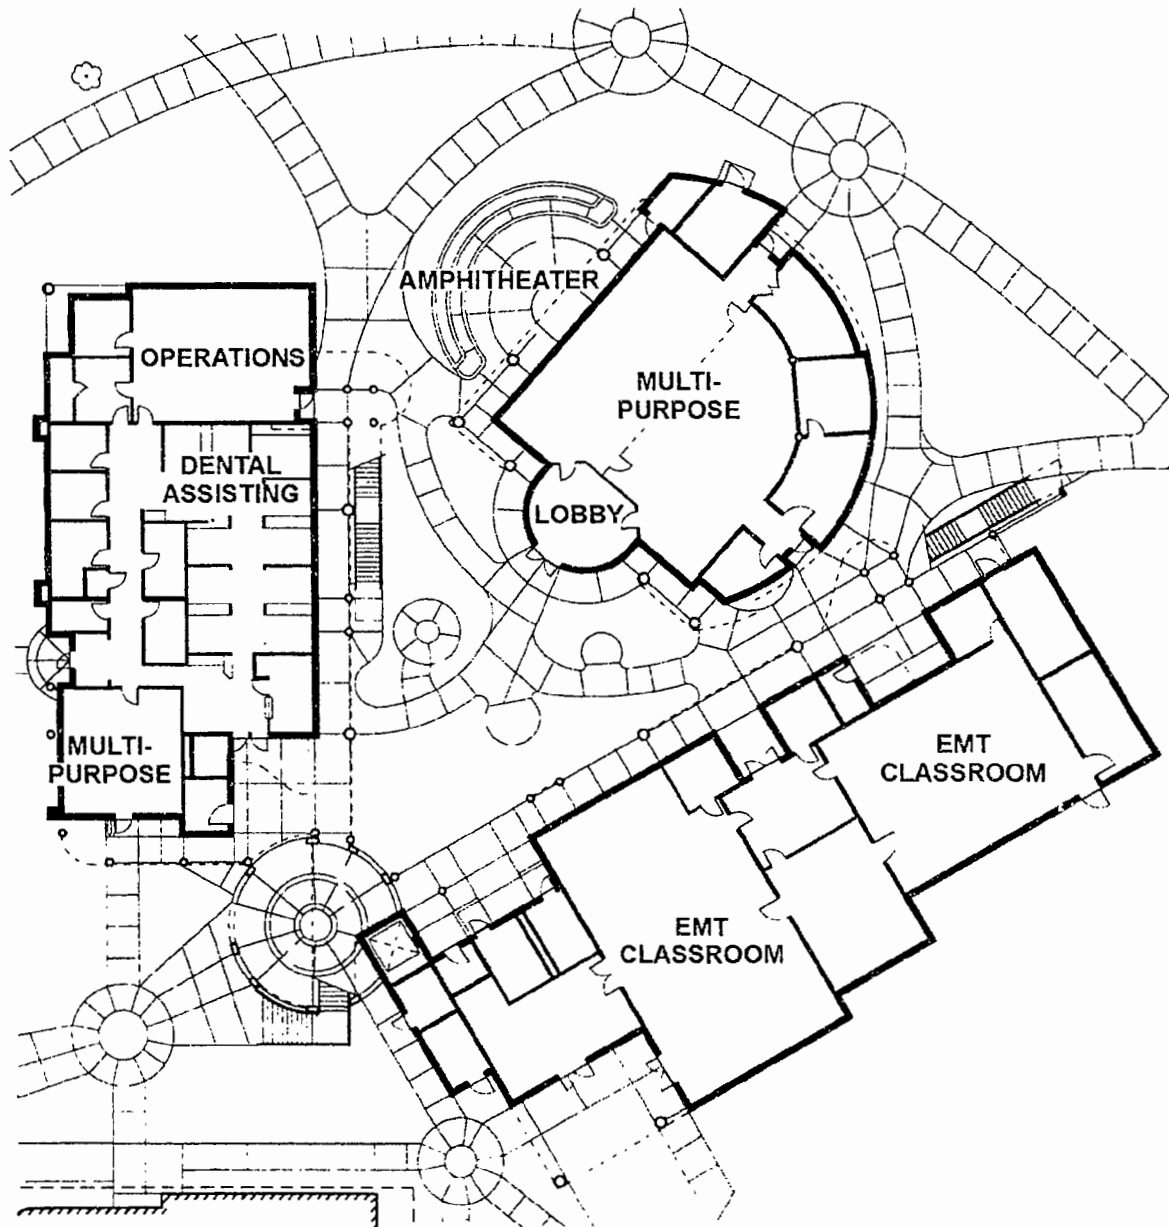 AMPHITHEATER
OPERATIONS
MULTI-
PURPOSE
DENTAL
ASSISTING
LOBBY
MULTI-
PURPOSE
EMT
CLASSROOM
EMT
CLASSROOM